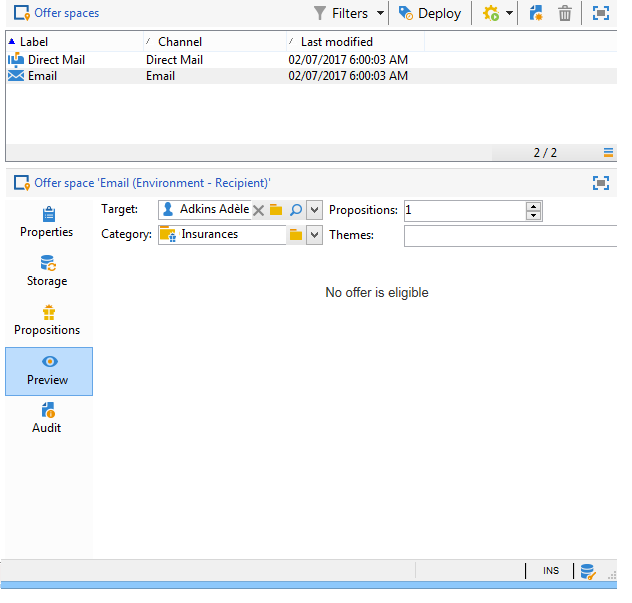 Offer spaces Filters Deploy
Label Channel Last modified
Direct Mail Direct Mail 02/07/2017 6:00:03 AM
Email Email 02/07/2017 6:00:03 AM
2 / 2
Offer space 'Email (Environment - Recipient)'
Target: Adkins Adèle Propositions: 1
Category: Insurances Themes:
Properties
Storage
Propositions
Preview
Audit
No offer is eligible
INS